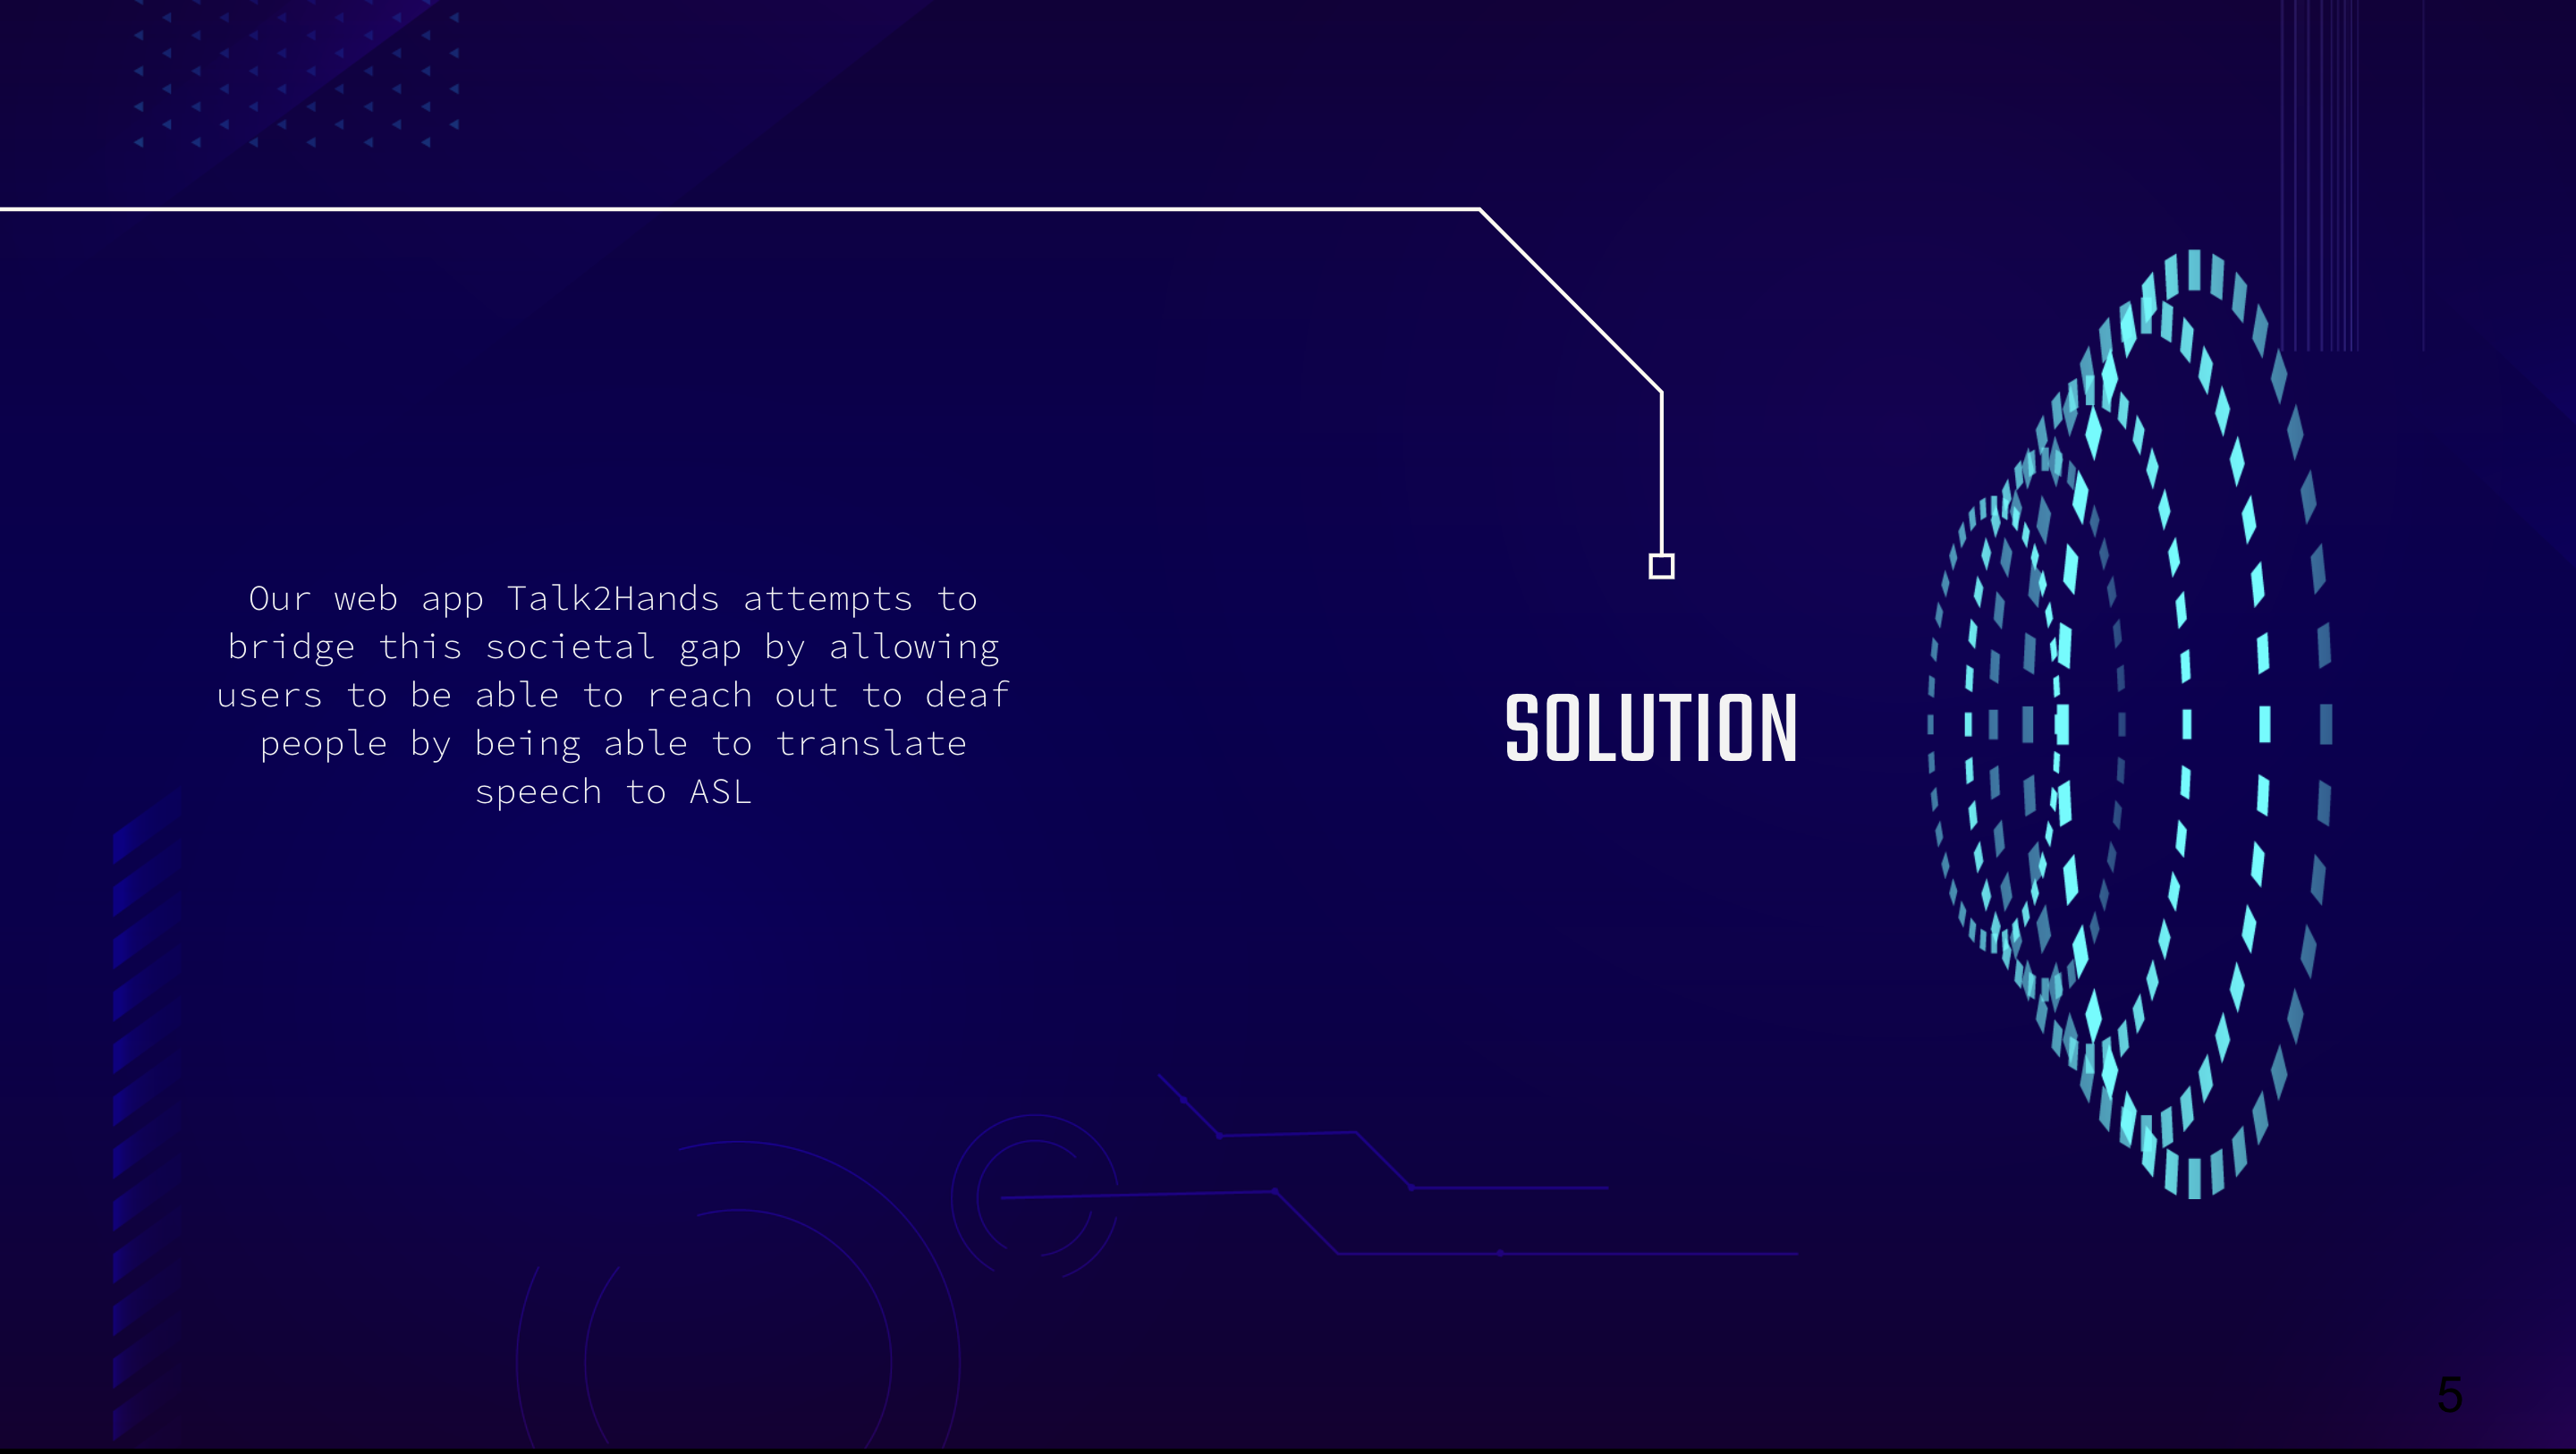 Our web app Talk2Hands attempts to
bridge this societal gap by allowing
users to be able to reach out to deaf
people by being able to translate
speech to ASL
SOLUTION
5